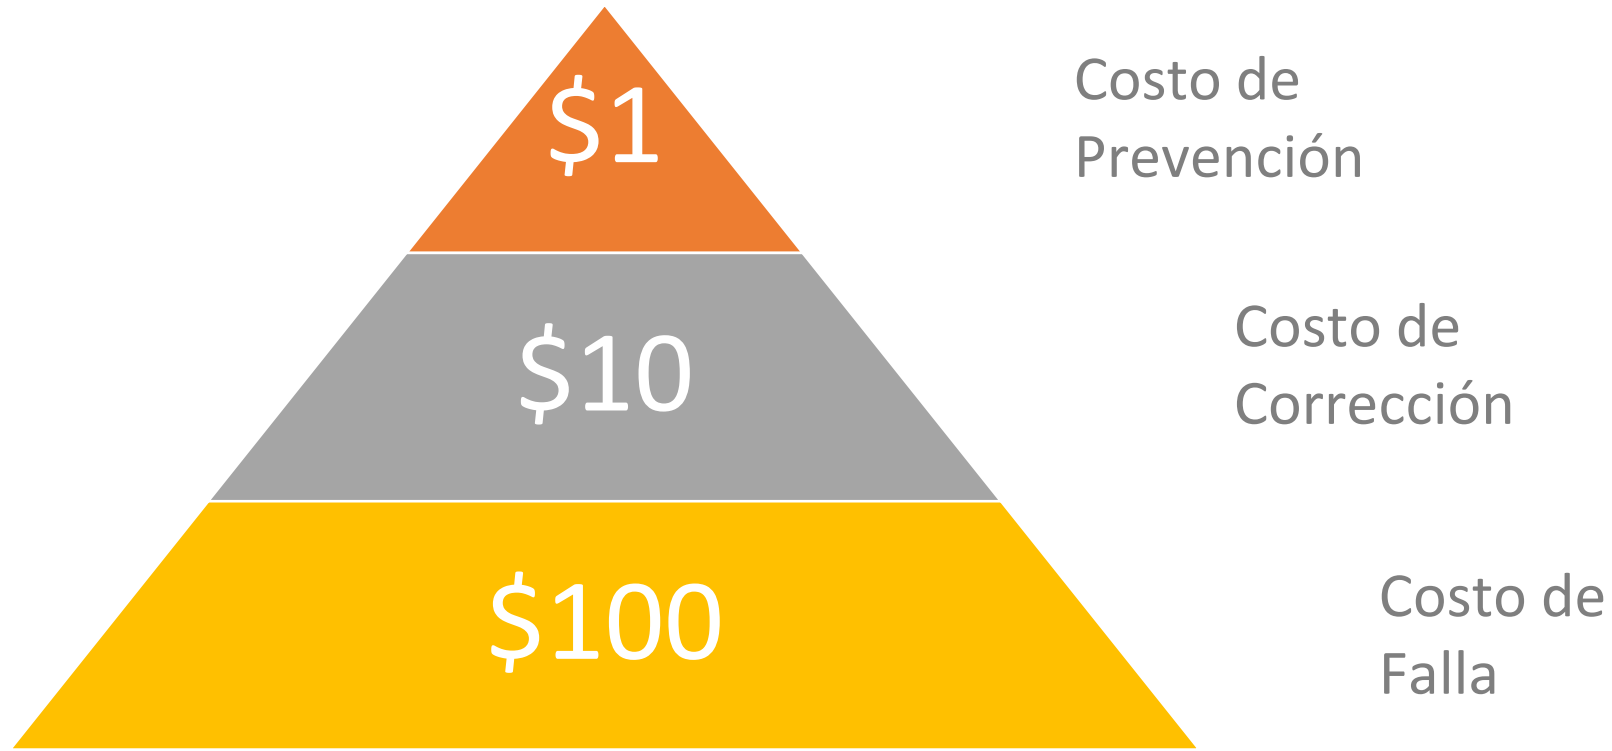 $1
Costo de
Prevención
$10
Costo de
Corrección
$100
Costo de
Falla